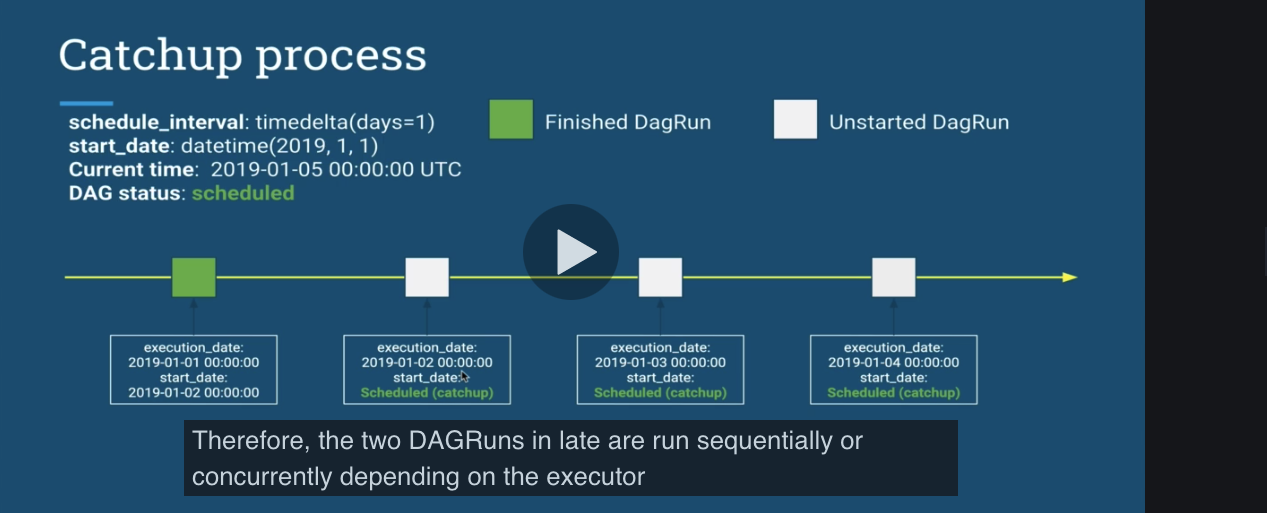 Catchup process
schedule_interval: timedelta(days=1)
start_date: datetime(2019, 1, 1)
Current time: 2019-01-05 00:00:00 UTC
DAG status: scheduled
Finished DagRun
Unstarted DagRun
execution_date:
2019-01-01 00:00:00
start_date:
2019-01-02 00:00:00
execution_date:
2019-01-02 00:00:00
start_date:
Scheduled (catchup)
execution_date:
2019-01-03 00:00:00
start_date:
Scheduled (catchup)
execution_date:
2019-01-04 00:00:00
start_date:
Scheduled (catchup)
Therefore, the two DAGRuns in late are run sequentially or
concurrently depending on the executor